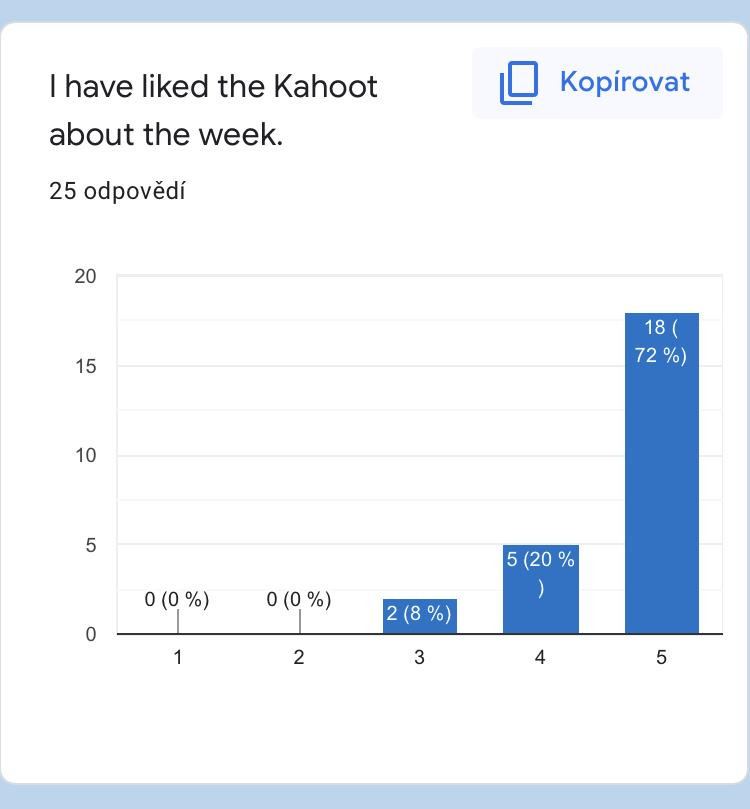 I have liked the Kahoot
about the week.
Kopírovat
25 odpovědí
20
15
10
5
0
0 (0 %)
0 (0 %)
2 (8 %)
5 (20 %
)
18 (
72 %)
1
2
3
4
5